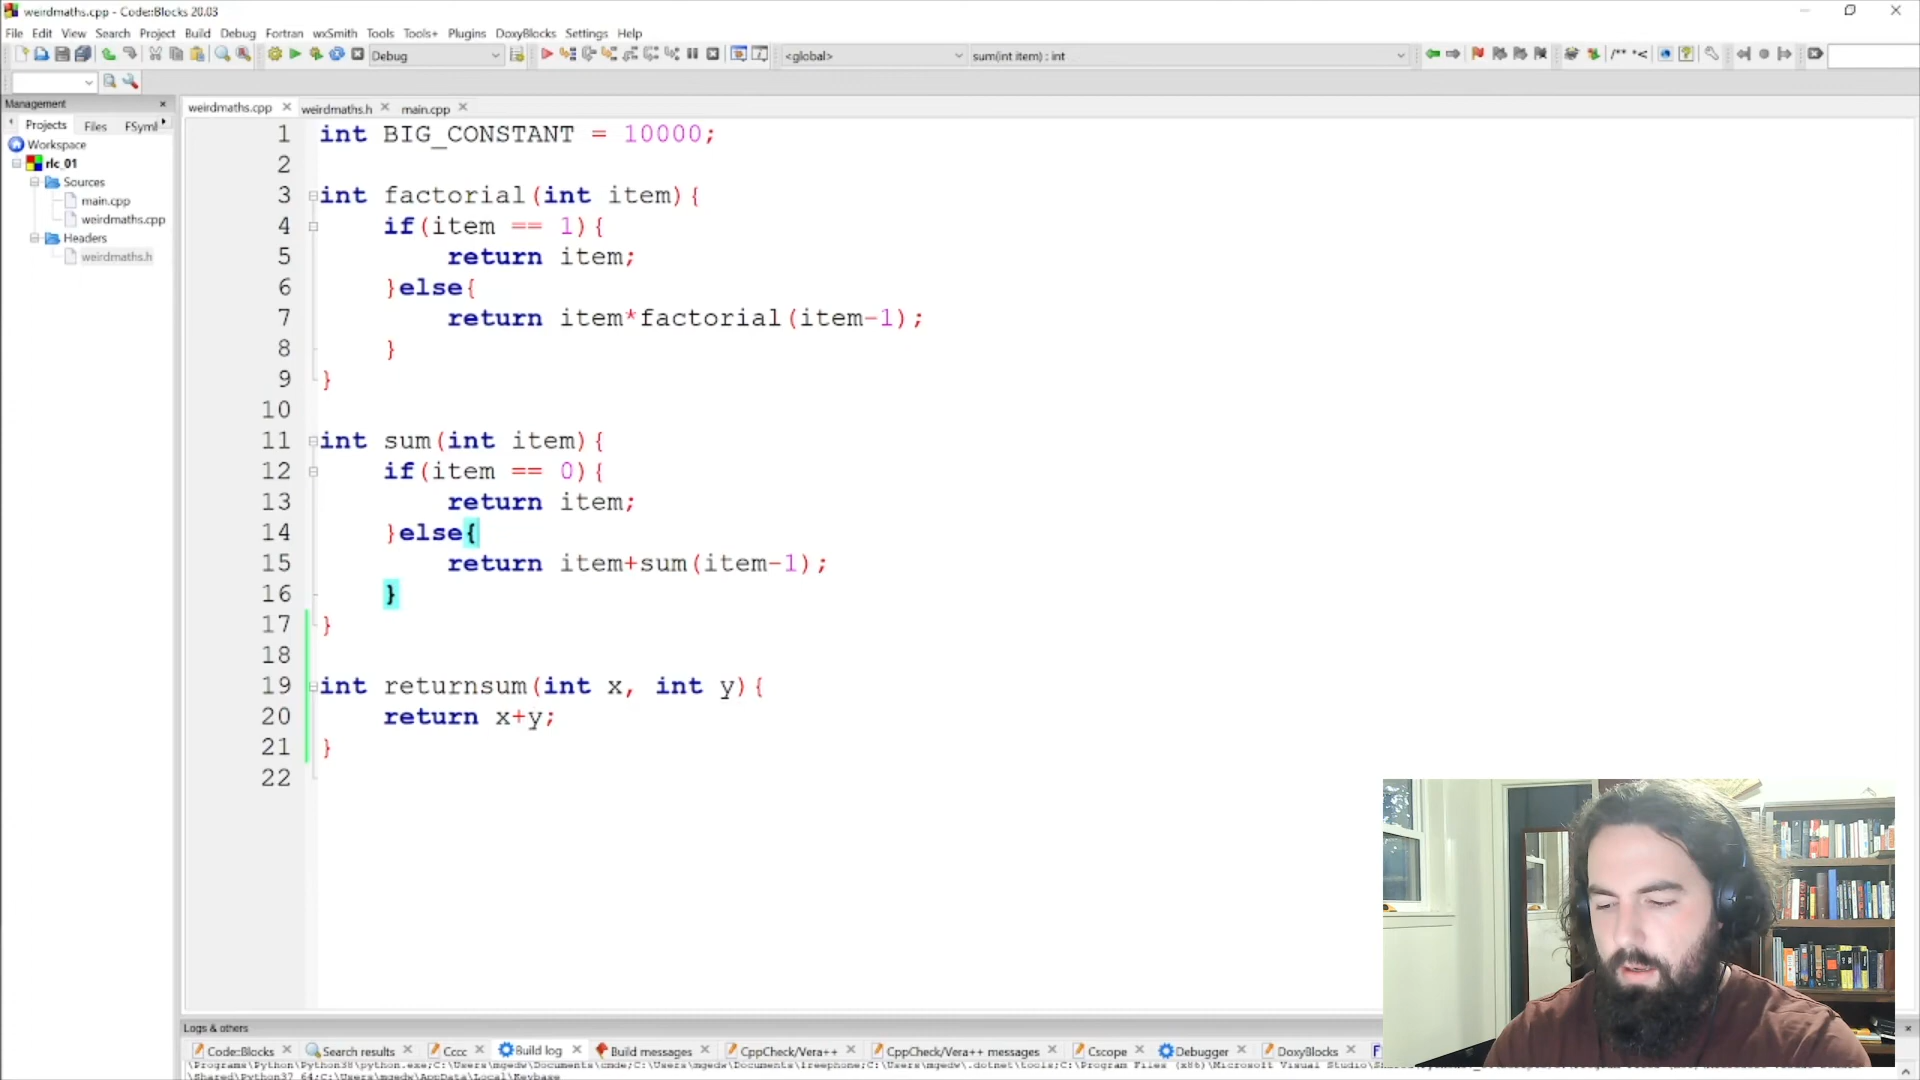 weirdmaths.cpp - Code::Blocks 20.03
File Edit View Search Project Build Debug Fortran wxSmith Tools Tools+ Plugins DoxyBlocks Settings Help
Debug <global> sum(int item) : int
Management
Projects Files FSymb
weirdmaths.cpp weirdmaths.h main.cpp
Workspace
rlc_01
Sources
main.cpp
weirdmaths.cpp
Headers
weirdmaths.h
1 int BIG_CONSTANT = 10000;
2
3 int factorial(int item){
4 if(item == 1){
5 return item;
6 }else{
7 return item*factorial(item-1);
8 }
9 }
10
11 int sum(int item){
12 if(item == 0){
13 return item;
14 }else{
15 return item+sum(item-1);
16 }
17 }
18
19 int returnsum(int x, int y){
20 return x+y;
21 }
22
Logs & others
Code::Blocks Search results Cccc Build log Build messages CppCheck/Vera++ CppCheck/Vera++ messages Cscope Debugger DoxyBlocks F
\Programs\Python\Python38\python.exe;C:\Users\mgedw\Documents\cmde;C:\Users\mgedw\Documents\freephone;C:\Users\mgedw\.dotnet\tools;C:\Program Files (x86)\Microsoft Visual Studio\
\Shared\Python37_64;C:\Users\mgedw\AppData\Local\Keybase